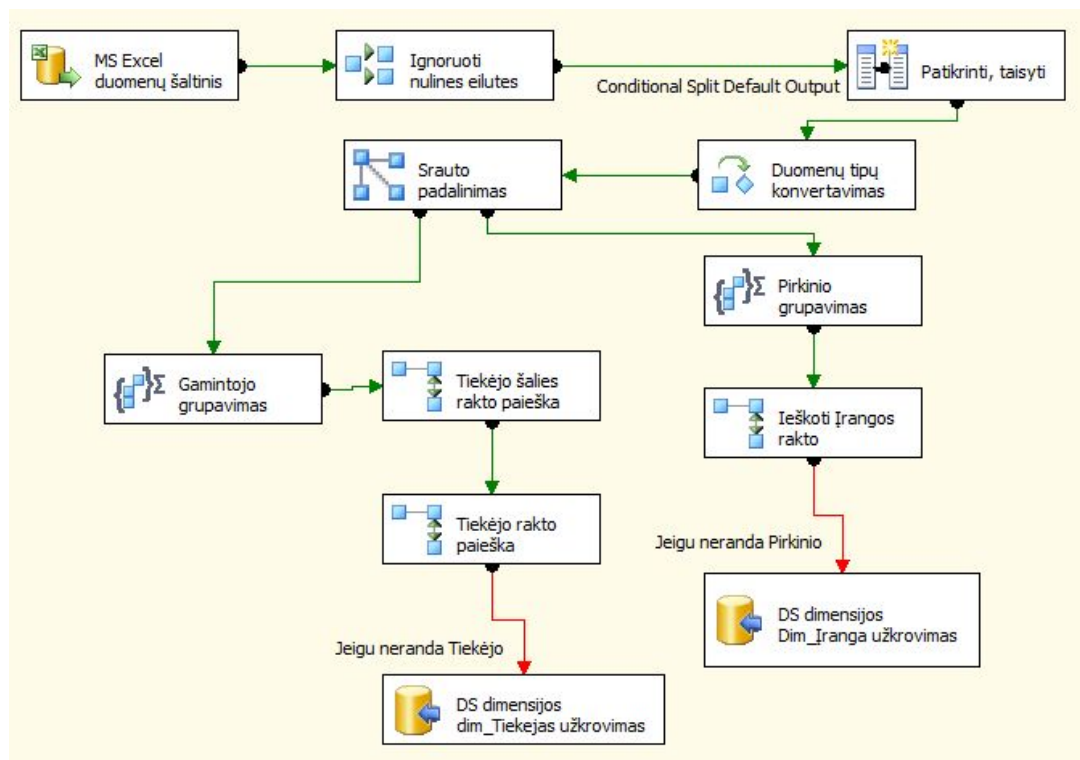 MS Excel
duomenų šaltinis
Ignoruoti
nulines eilutes
Conditional Split Default Output
Patikrinti, taisyti
Srauto
padalinimas
Duomenų tipų
konvertavimas
Pirkinio
grupavimas
Gamintojo
grupavimas
Tiekėjo šalies
rakto paieška
Ieškoti Įrangos
rakto
Tiekėjo rakto
paieška
Jeigu neranda Pirkinio
DS dimensijos
Dim_Įranga užkrovimas
Jeigu neranda Tiekėjo
DS dimensijos
dim_Tiekejas užkrovimas